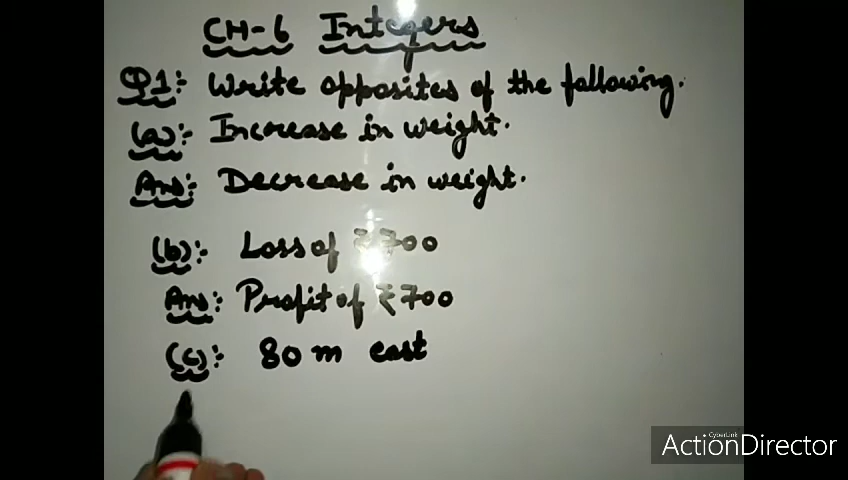 CH-6 Integers
Q1:- Write opposites of the following.
(a):- Increase in weight.
Ans:- Decrease in weight.
(b):- Loss of ₹700
Ans:- Profit of ₹700
(c):- 80 m east
CyberLink
ActionDirector